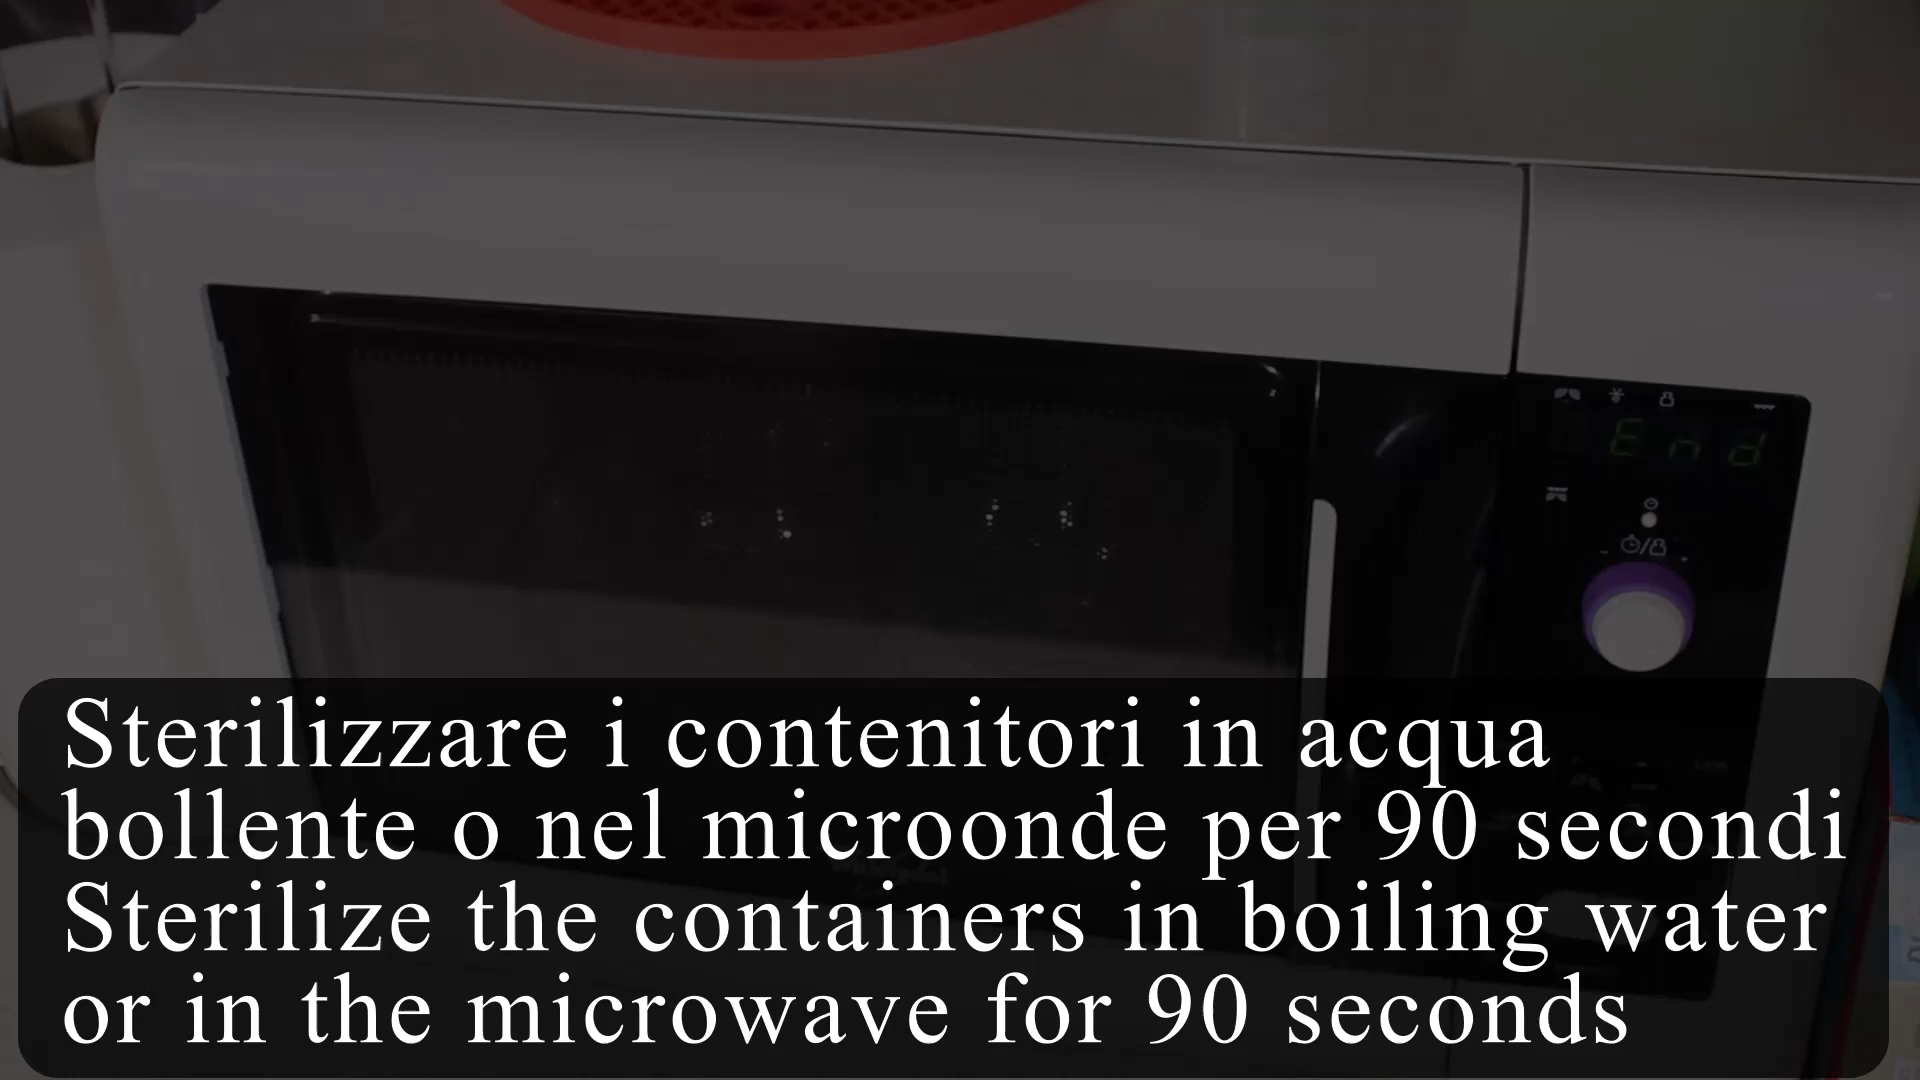 End
Sterilizzare i contenitori in acqua
bollente o nel microonde per 90 secondi
Sterilize the containers in boiling water
or in the microwave for 90 seconds